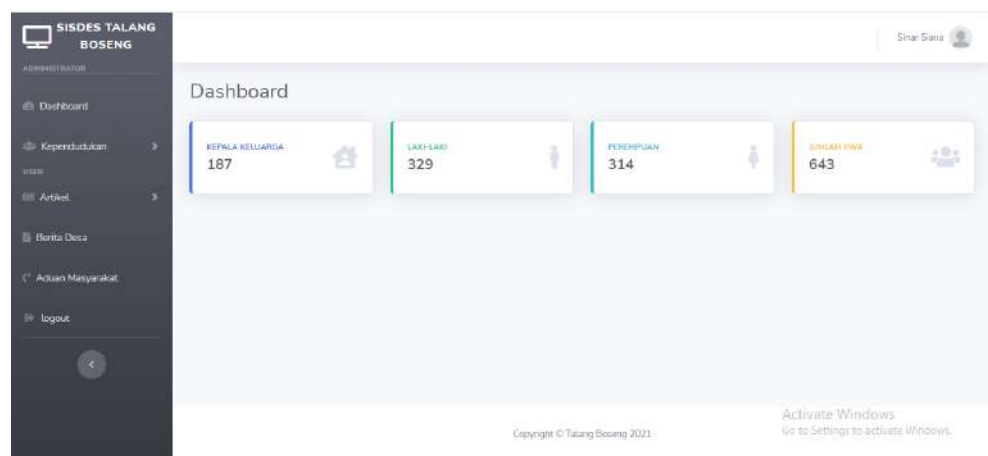 SISDES TALANG
BOSENG
ADMINISTRATOR
Dashboard
Kependudukan
USER
Artikel
Berita Desa
Aduan Masyarakat
logout
Sinar Siana
Dashboard
KEPALA KELUARGA
187
LAKI-LAKI
329
PEREMPUAN
314
JUMLAH JIWA
643
Copyright © Talang Boseng 2021
Activate Windows
Go to Settings to activate Windows.